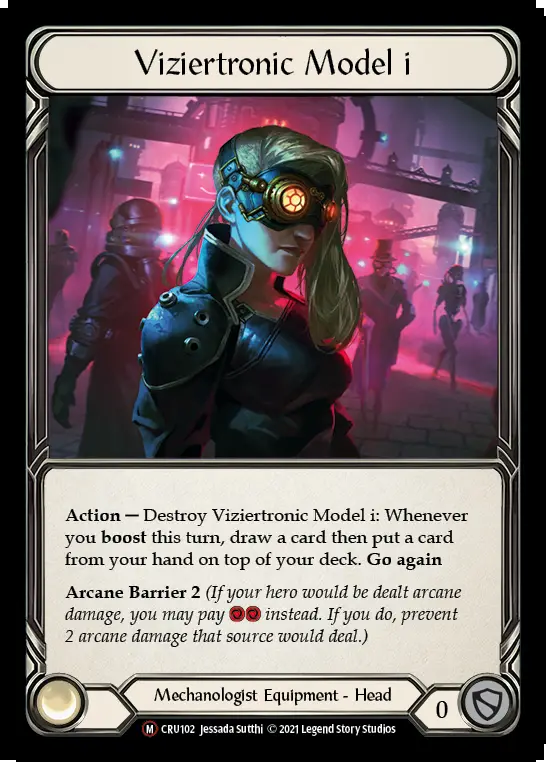 Viziertronic Model i
Action — Destroy Viziertronic Model i: Whenever
you boost this turn, draw a card then put a card
from your hand on top of your deck. Go again
Arcane Barrier 2 (If your hero would be dealt arcane
damage, you may pay instead. If you do, prevent
2 arcane damage that source would deal.)
Mechanologist Equipment - Head
0
M CRU102 Jessada Sutthi © 2021 Legend Story Studios